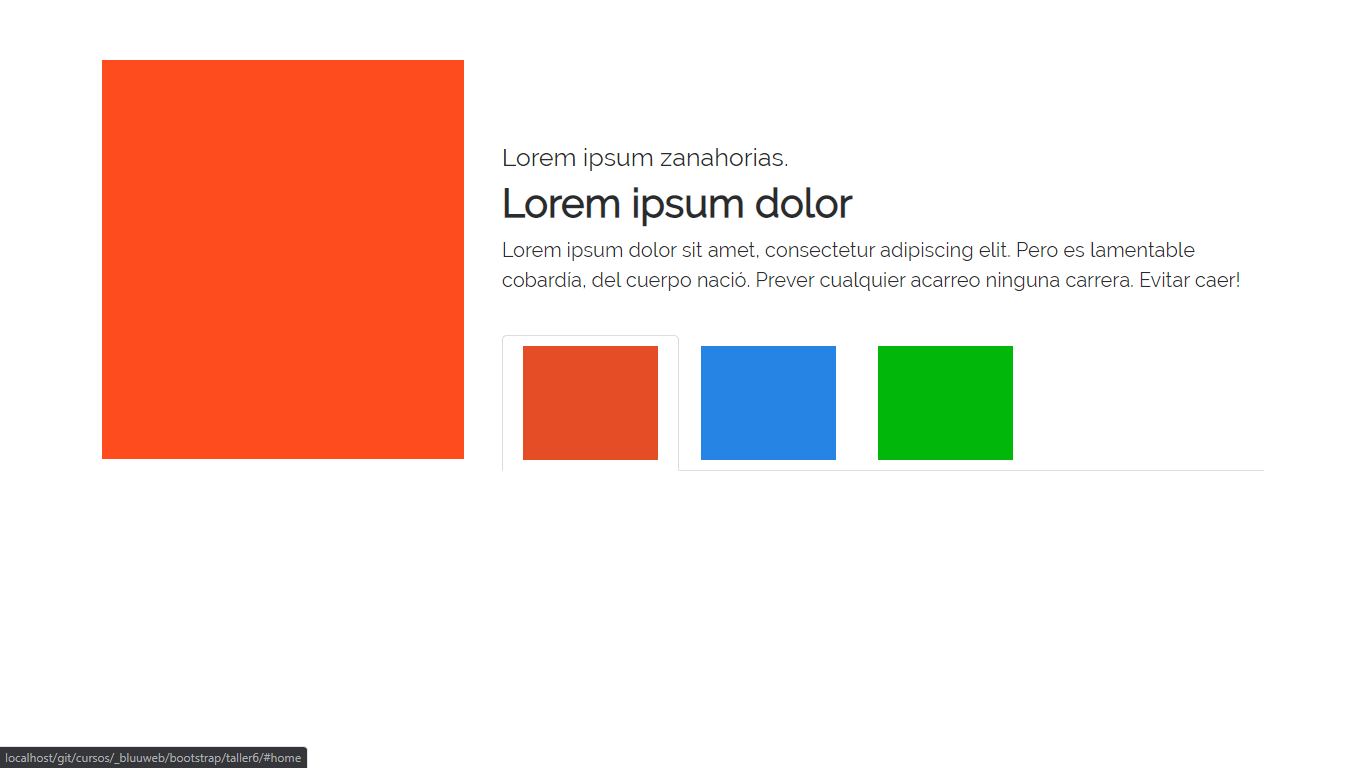 Lorem ipsum zanahorias.
Lorem ipsum dolor
Lorem ipsum dolor sit amet, consectetur adipiscing elit. Pero es lamentable
cobardía, del cuerpo nació. Prever cualquier acarreo ninguna carrera. Evitar caer!
localhost/git/cursos/_bluuweb/bootstrap/taller6/#home